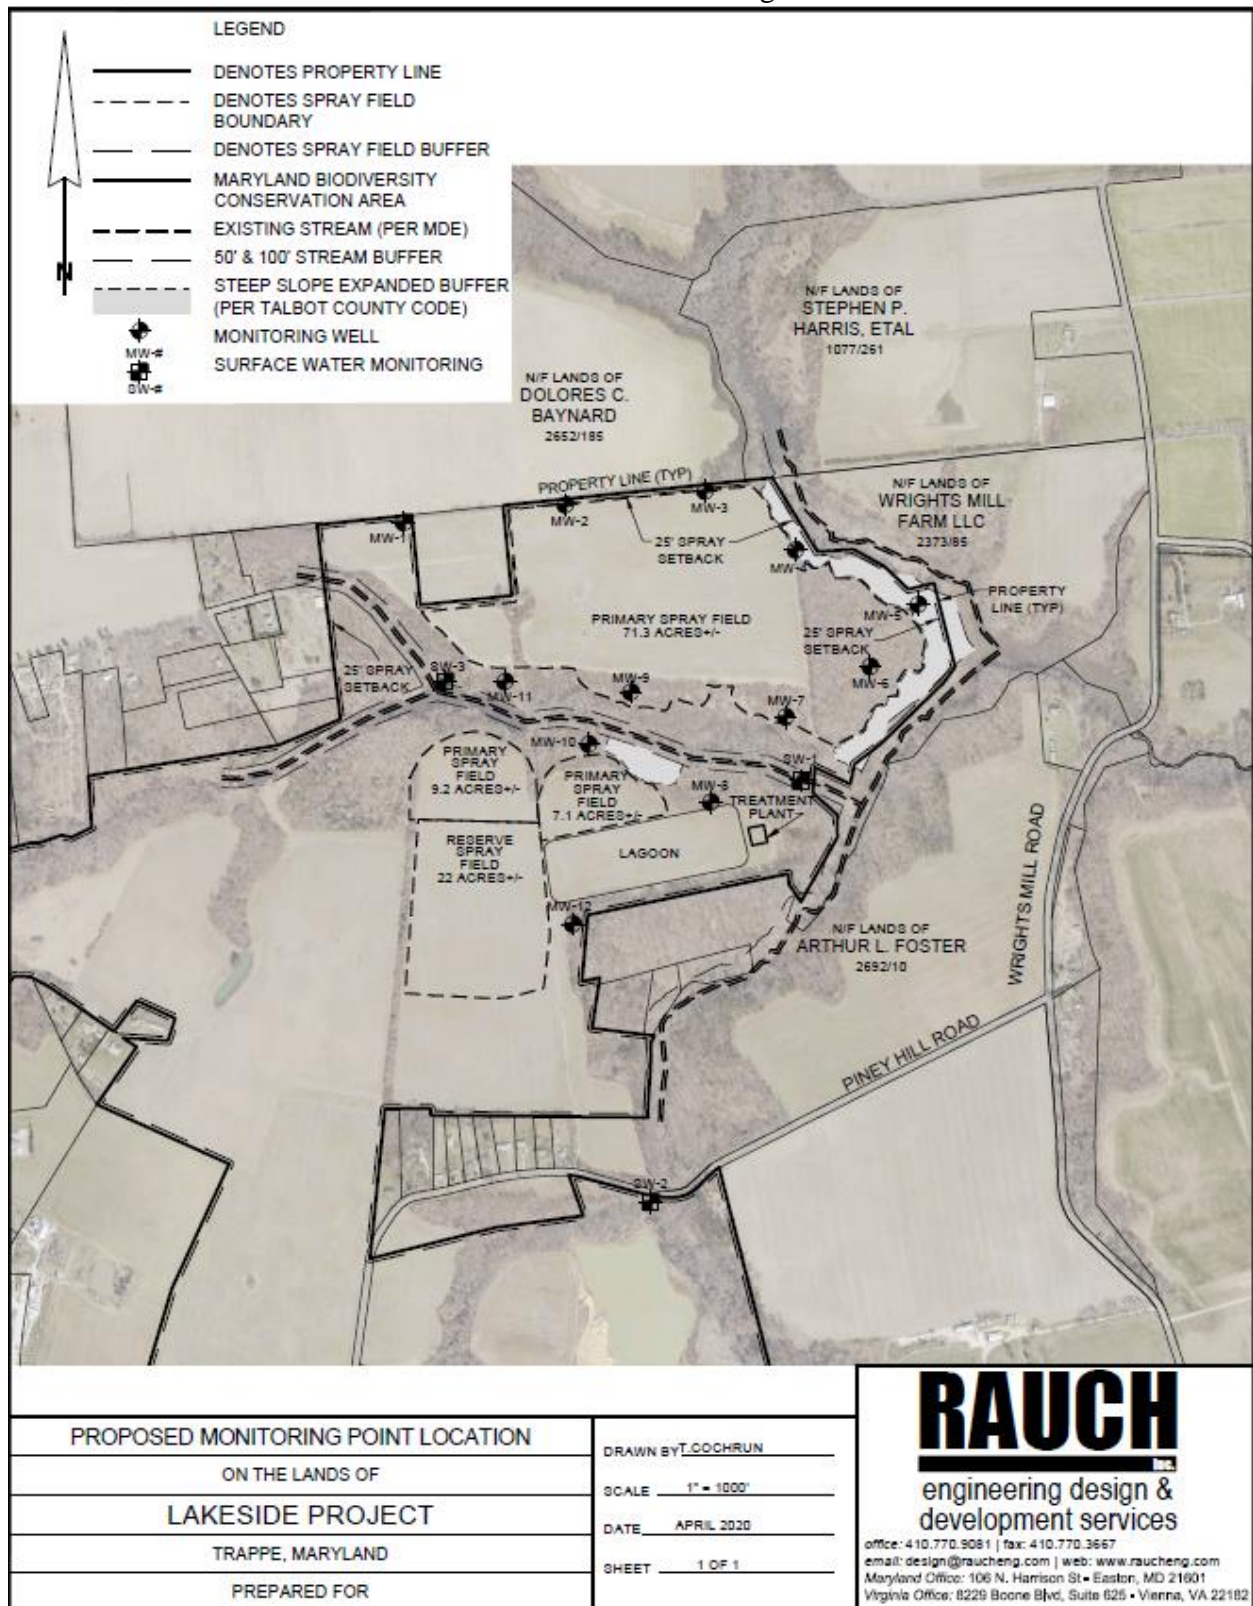 LEGEND
DENOTES PROPERTY LINE
DENOTES SPRAY FIELD
BOUNDARY
DENOTES SPRAY FIELD BUFFER
MARYLAND BIODIVERSITY
CONSERVATION AREA
EXISTING STREAM (PER MDE)
50' & 100' STREAM BUFFER
STEEP SLOPE EXPANDED BUFFER
(PER TALBOT COUNTY CODE)
MONITORING WELL
MW-#
SURFACE WATER MONITORING
SW-#
N
N/F LANDS OF
STEPHEN P.
HARRIS, ETAL
1077/261
N/F LANDS OF
DOLORES C.
BAYNARD
2652/185
PROPERTY LINE (TYP)
N/F LANDS OF
WRIGHTS MILL
FARM LLC
2373/85
MW-1
MW-2
MW-3
25' SPRAY
SETBACK
MW-4
PROPERTY
LINE (TYP)
MW-5
PRIMARY SPRAY FIELD
71.3 ACRES+/-
25' SPRAY
SETBACK
MW-6
25' SPRAY
SETBACK
SW-3
MW-11
MW-9
MW-7
MW-10
PRIMARY
SPRAY
FIELD
9.2 ACRES+/-
PRIMARY
SPRAY
FIELD
7.1 ACRES+/-
SW-1
MW-8
TREATMENT
PLANT
RESERVE
SPRAY
FIELD
22 ACRES+/-
LAGOON
MW-12
N/F LANDS OF
ARTHUR L. FOSTER
2692/10
WRIGHTS MILL ROAD
PINEY HILL ROAD
SW-2
PROPOSED MONITORING POINT LOCATION
ON THE LANDS OF
LAKESIDE PROJECT
TRAPPE, MARYLAND
PREPARED FOR
DRAWN BY T.COCHRUN
SCALE 1" = 1000'
DATE APRIL 2020
SHEET 1 OF 1
RAUCH
inc.
engineering design &
development services
office: 410.770.9081 | fax: 410.770.3667
email: design@raucheng.com | web: www.raucheng.com
Maryland Office: 106 N. Harrison St • Easton, MD 21601
Virginia Office: 8229 Boone Blvd, Suite 625 • Vienna, VA 22182